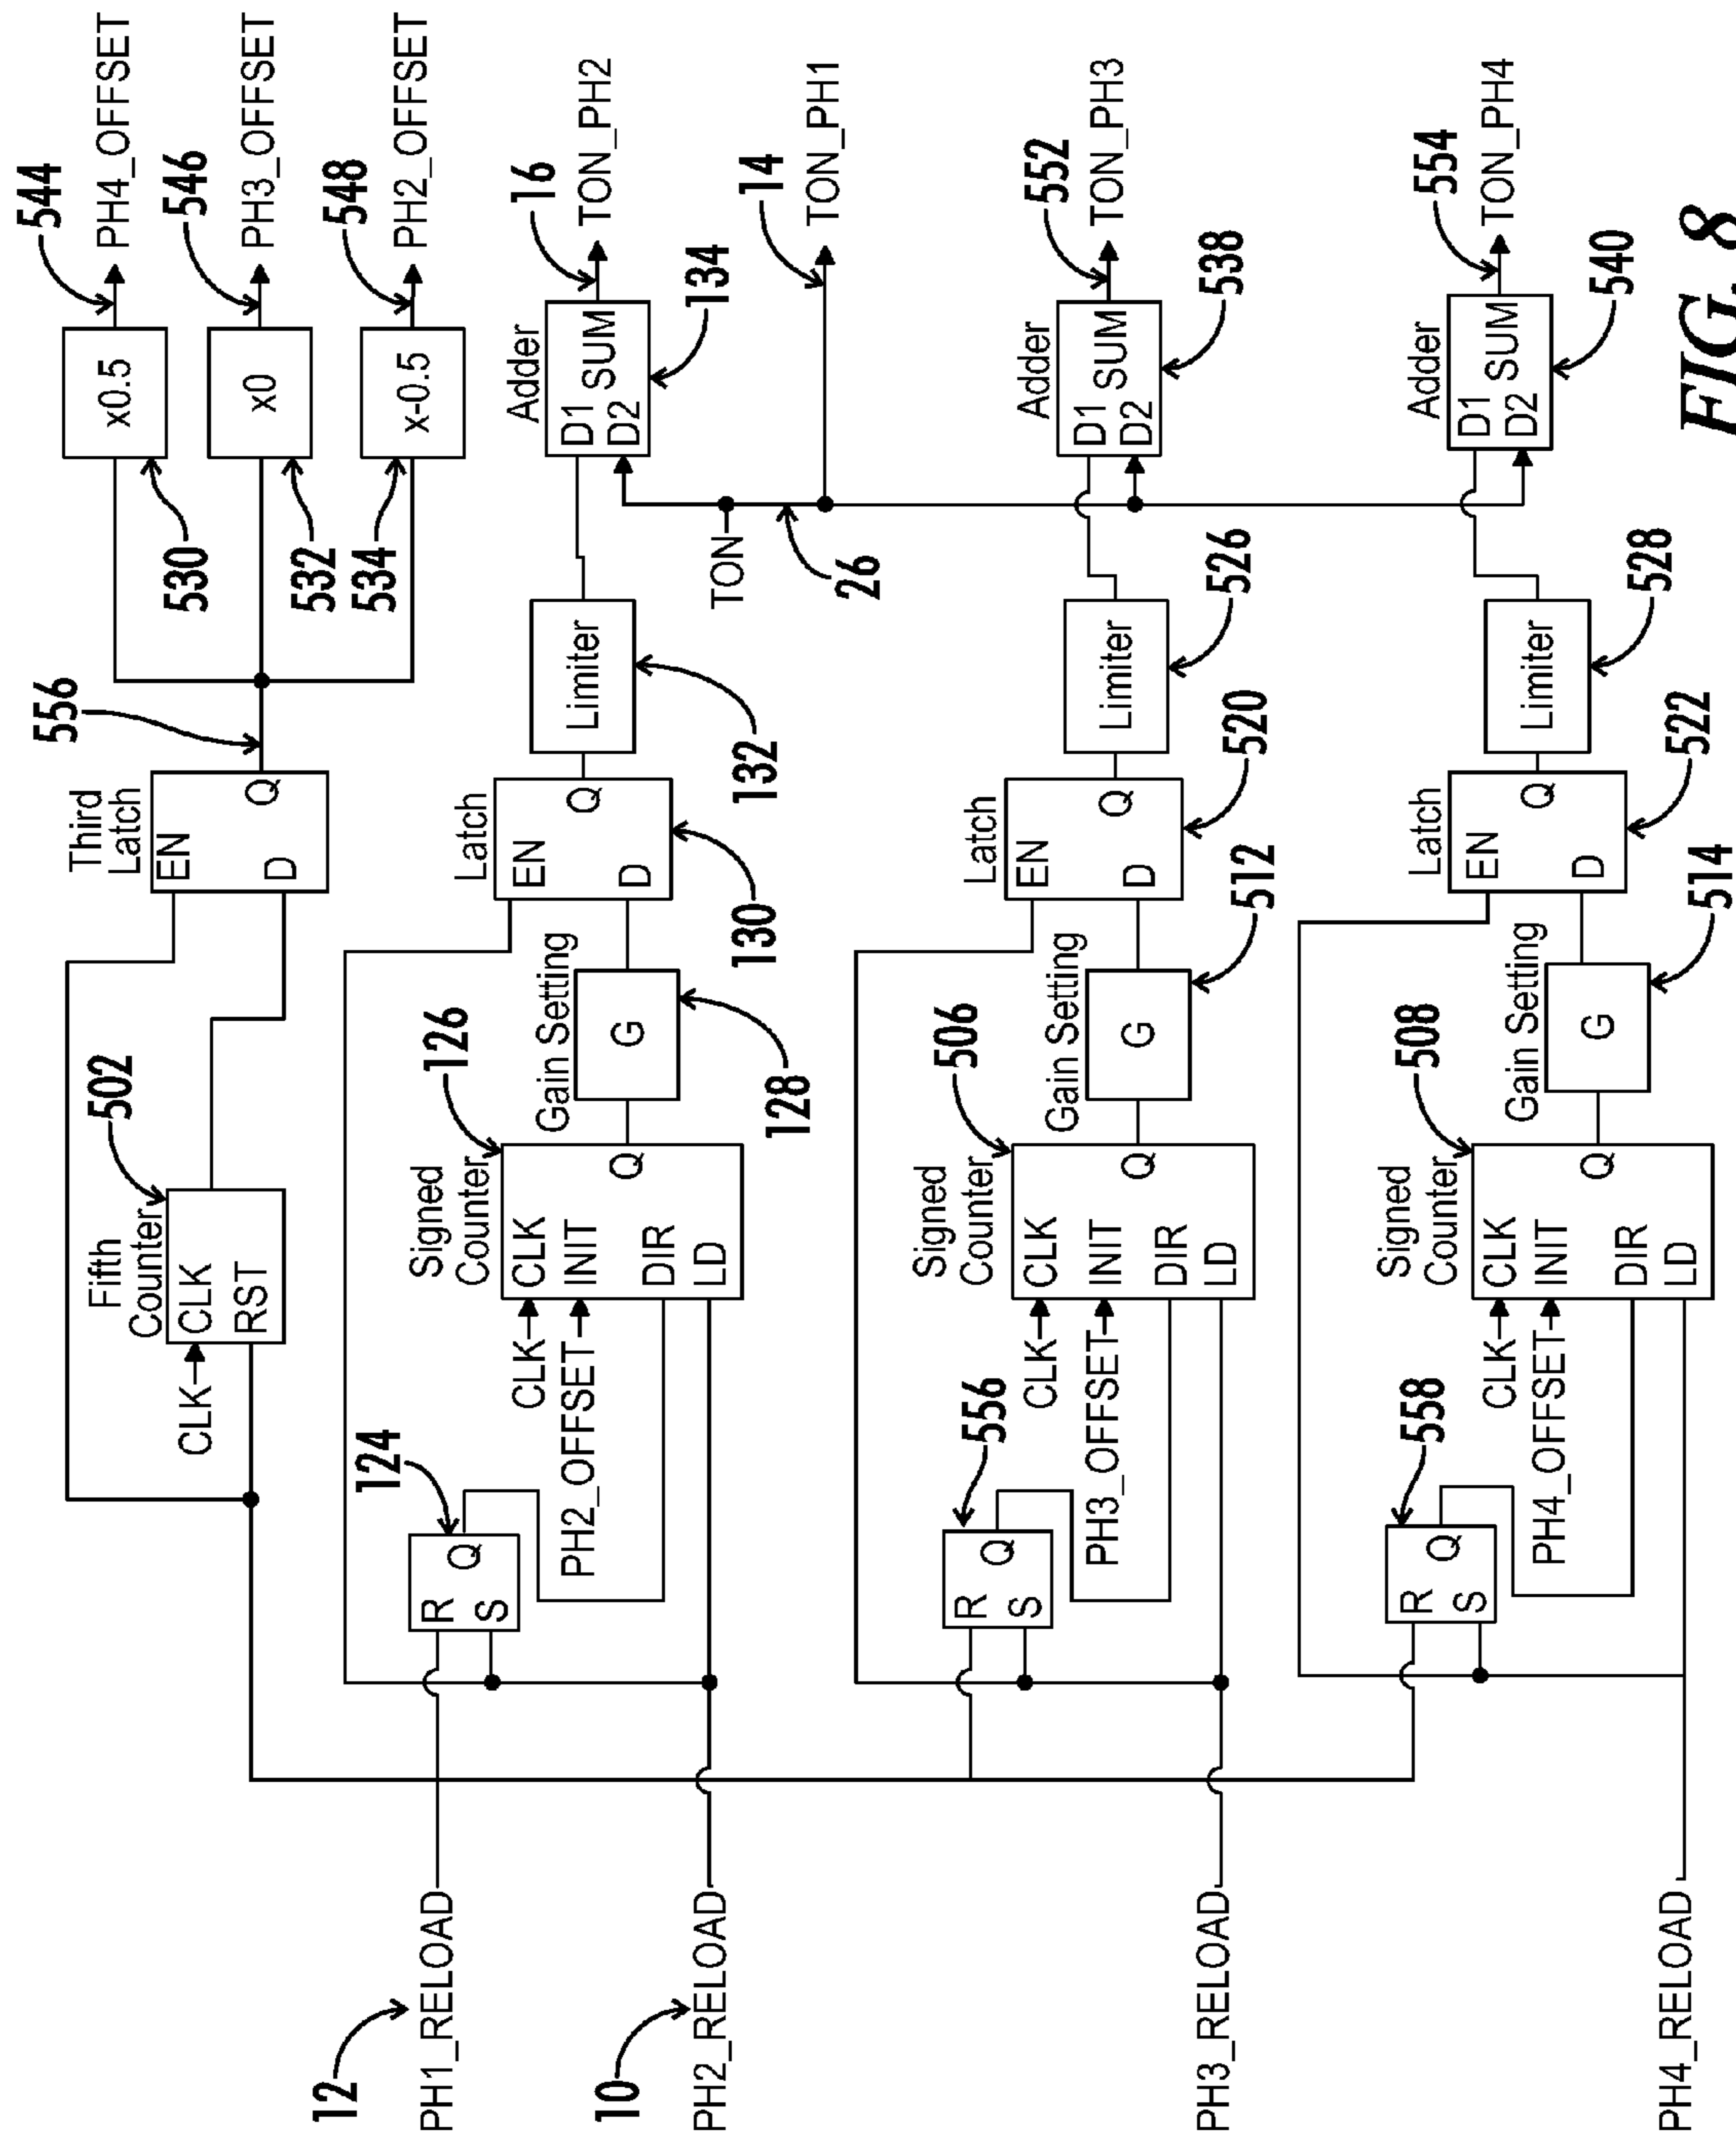 544
PH4_OFFSET
546
PH3_OFFSET
548
PH2_OFFSET
x0.5
x0
x-0.5
530
532
534
556
Third
Latch
EN
D
Q
Fifth
Counter
502
CLK
CLK
RST
12
PH1_RELOAD
10
PH2_RELOAD
124
R
S
Q
Signed
Counter
126
CLK
PH2_OFFSET
CLK
INIT
DIR
LD
Q
Gain Setting
G
128
Latch
EN
D
Q
130
Limiter
132
Adder
D1
D2
SUM
134
16
TON_PH2
TON
26
14
TON_PH1
PH3_RELOAD
556
R
S
Q
Signed
Counter
506
CLK
PH3_OFFSET
CLK
INIT
DIR
LD
Q
Gain Setting
G
512
Latch
EN
D
Q
520
Limiter
526
Adder
D1
D2
SUM
538
552
TON_PH3
PH4_RELOAD
558
R
S
Q
Signed
Counter
508
CLK
PH4_OFFSET
CLK
INIT
DIR
LD
Q
Gain Setting
G
514
Latch
EN
D
Q
522
Limiter
528
Adder
D1
D2
SUM
540
554
TON_PH4
FIG. 8